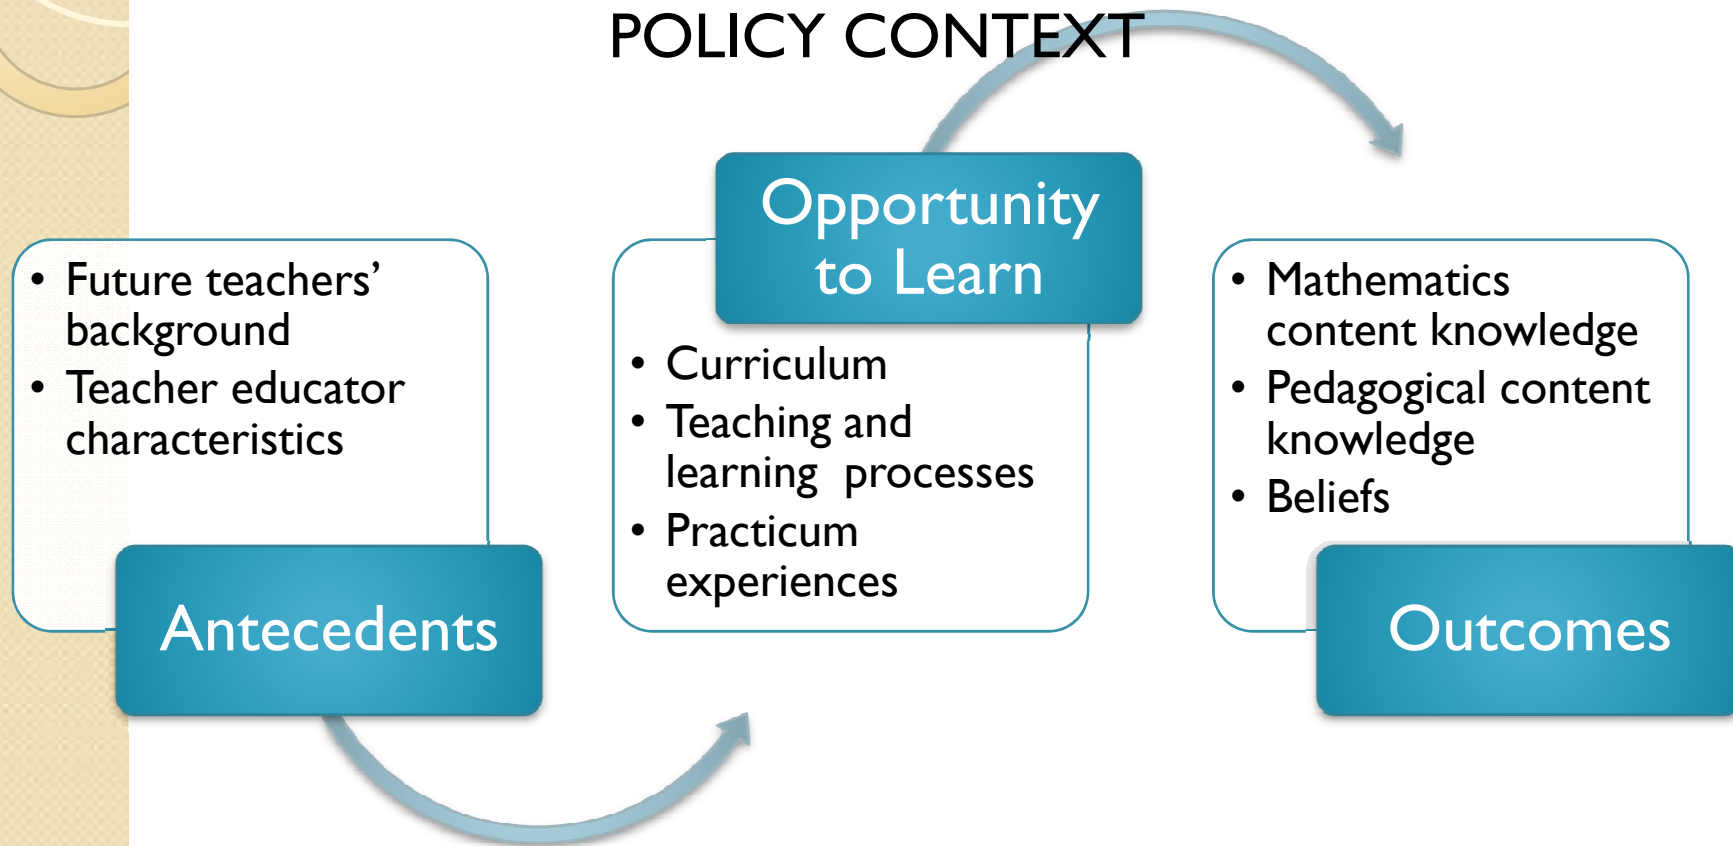 POLICY CONTEXT
• Future teachers’
background
• Teacher educator
characteristics
Antecedents
Opportunity
to Learn
• Curriculum
• Teaching and
learning  processes
• Practicum
experiences
• Mathematics
content knowledge
• Pedagogical content
knowledge
• Beliefs
Outcomes